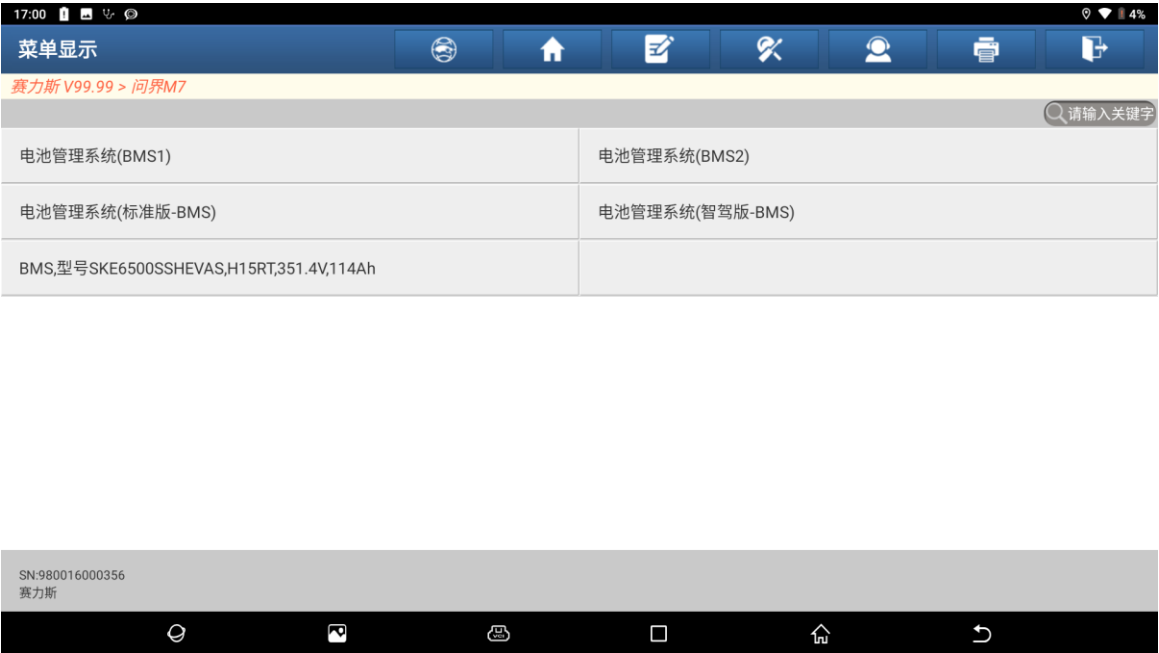 17:00
4%
菜单显示
赛力斯 V99.99 > 问界M7
请输入关键字
电池管理系统(BMS1)
电池管理系统(BMS2)
电池管理系统(标准版-BMS)
电池管理系统(智驾版-BMS)
BMS,型号SKE6500SSHEVAS,H15RT,351.4V,114Ah
SN:980016000356
赛力斯
VCI